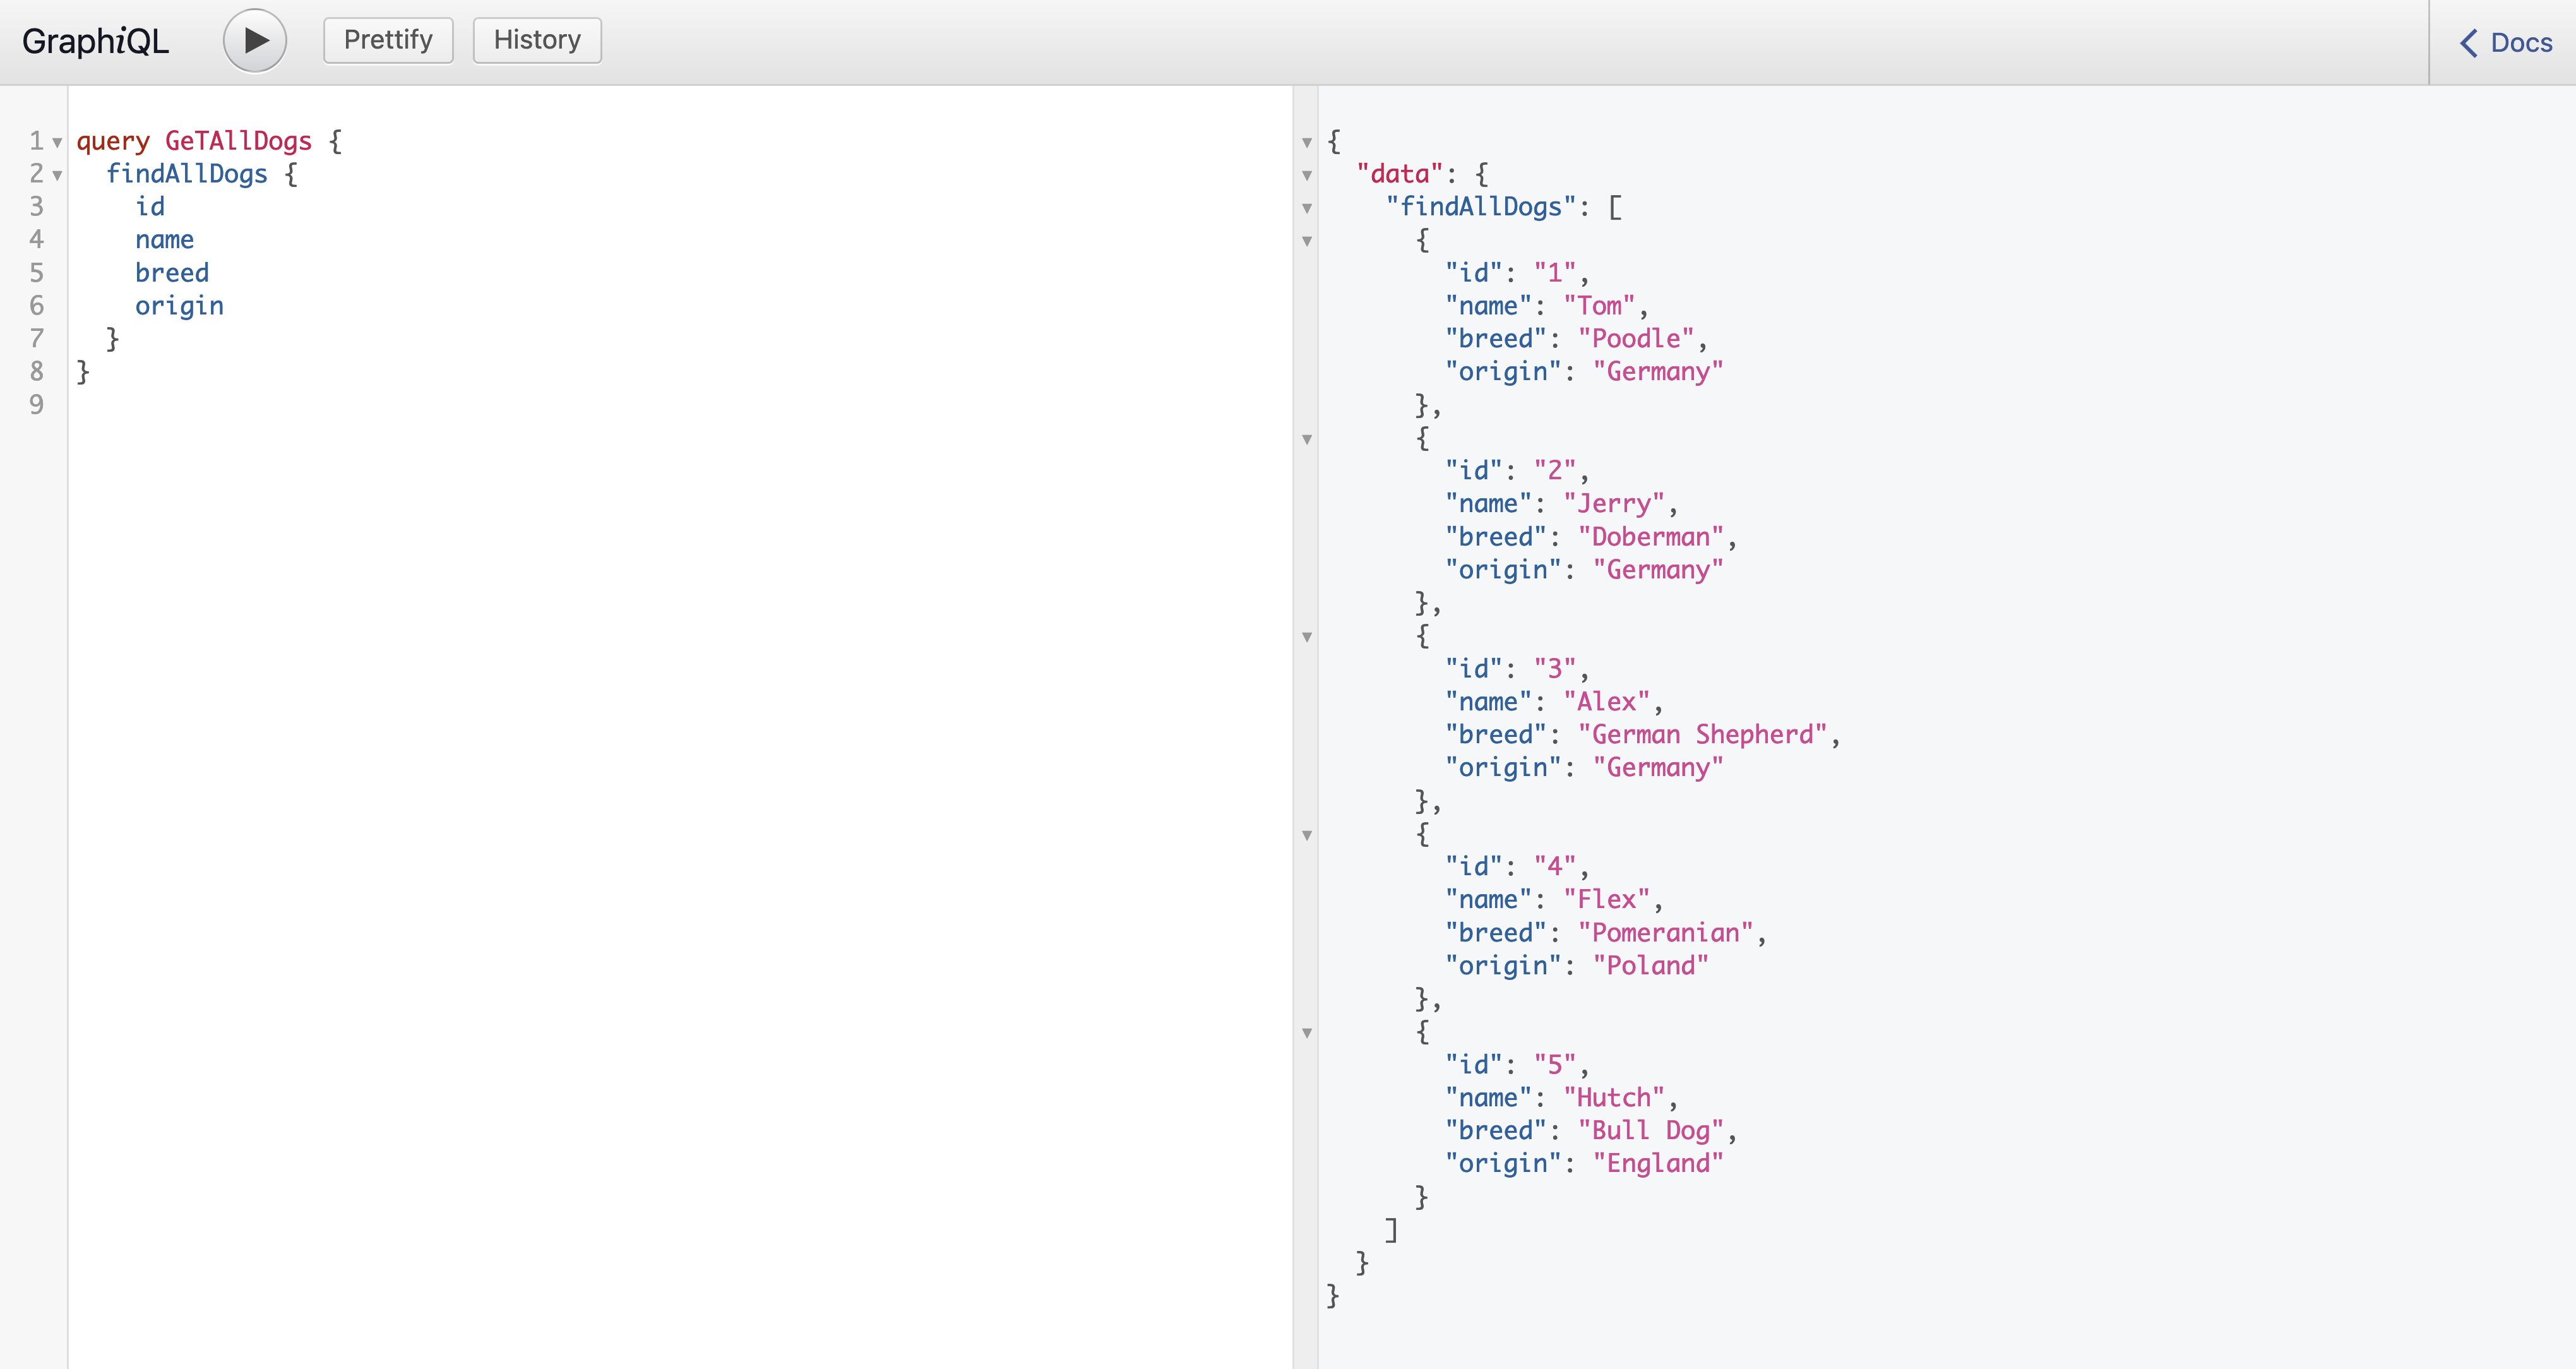 GraphiQL Prettify History Docs
1 query GeTAllDogs {
2 findAllDogs {
3 id
4 name
5 breed
6 origin
7 }
8 }
9
{
"data": {
"findAllDogs": [
{
"id": "1",
"name": "Tom",
"breed": "Poodle",
"origin": "Germany"
},
{
"id": "2",
"name": "Jerry",
"breed": "Doberman",
"origin": "Germany"
},
{
"id": "3",
"name": "Alex",
"breed": "German Shepherd",
"origin": "Germany"
},
{
"id": "4",
"name": "Flex",
"breed": "Pomeranian",
"origin": "Poland"
},
{
"id": "5",
"name": "Hutch",
"breed": "Bull Dog",
"origin": "England"
}
]
}
}